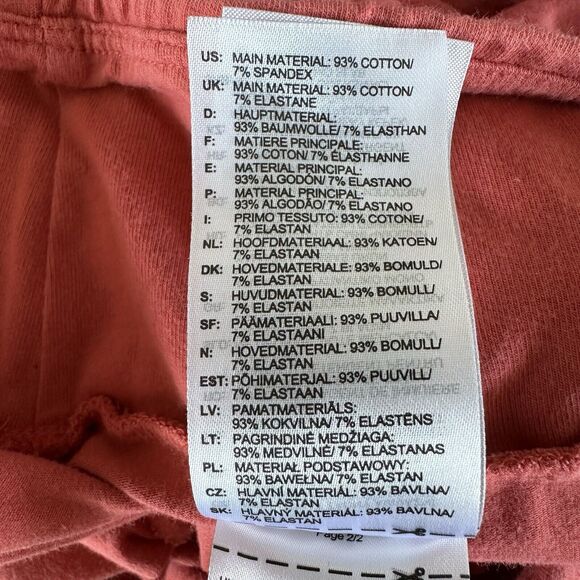 US: MAIN MATERIAL: 93% COTTON/
7% SPANDEX
UK: MAIN MATERIAL: 93% COTTON/
7% ELASTANE
D: HAUPTMATERIAL:
93% BAUMWOLLE/ 7% ELASTHAN
F: MATIERE PRINCIPALE:
93% COTON/ 7% ÉLASTHANNE
E: MATERIAL PRINCIPAL:
93% ALGODÓN/ 7% ELASTANO
P: MATERIAL PRINCIPAL:
93% ALGODÃO/ 7% ELASTANO
I: PRIMO TESSUTO: 93% COTONE/
7% ELASTAN
NL: HOOFDMATERIAAL: 93% KATOEN/
7% ELASTAAN
DK: HOVEDMATERIALE: 93% BOMULD/
7% ELASTAN
S: HUVUDMATERIAL: 93% BOMULL/
7% ELASTAN
SF: PÄÄMATERIAALI: 93% PUUVILLA/
7% ELASTAANI
N: HOVEDMATERIAL: 93% BOMULL/
7% ELASTAN
EST: PÕHIMATERJAL: 93% PUUVILL/
7% ELASTAAN
LV: PAMATMATERIĀLS:
93% KOKVILNA/ 7% ELASTĒNS
LT: PAGRINDINĖ MEDŽIAGA:
93% MEDVILNĖ/ 7% ELASTANAS
PL: MATERIAŁ PODSTAWOWY:
93% BAWEŁNA/ 7% ELASTAN
CZ: HLAVNÍ MATERIÁL: 93% BAVLNA/
7% ELASTAN
SK: HLAVNÝ MATERIÁL: 93% BAVLNA/
7% ELASTAN
Page 2/2